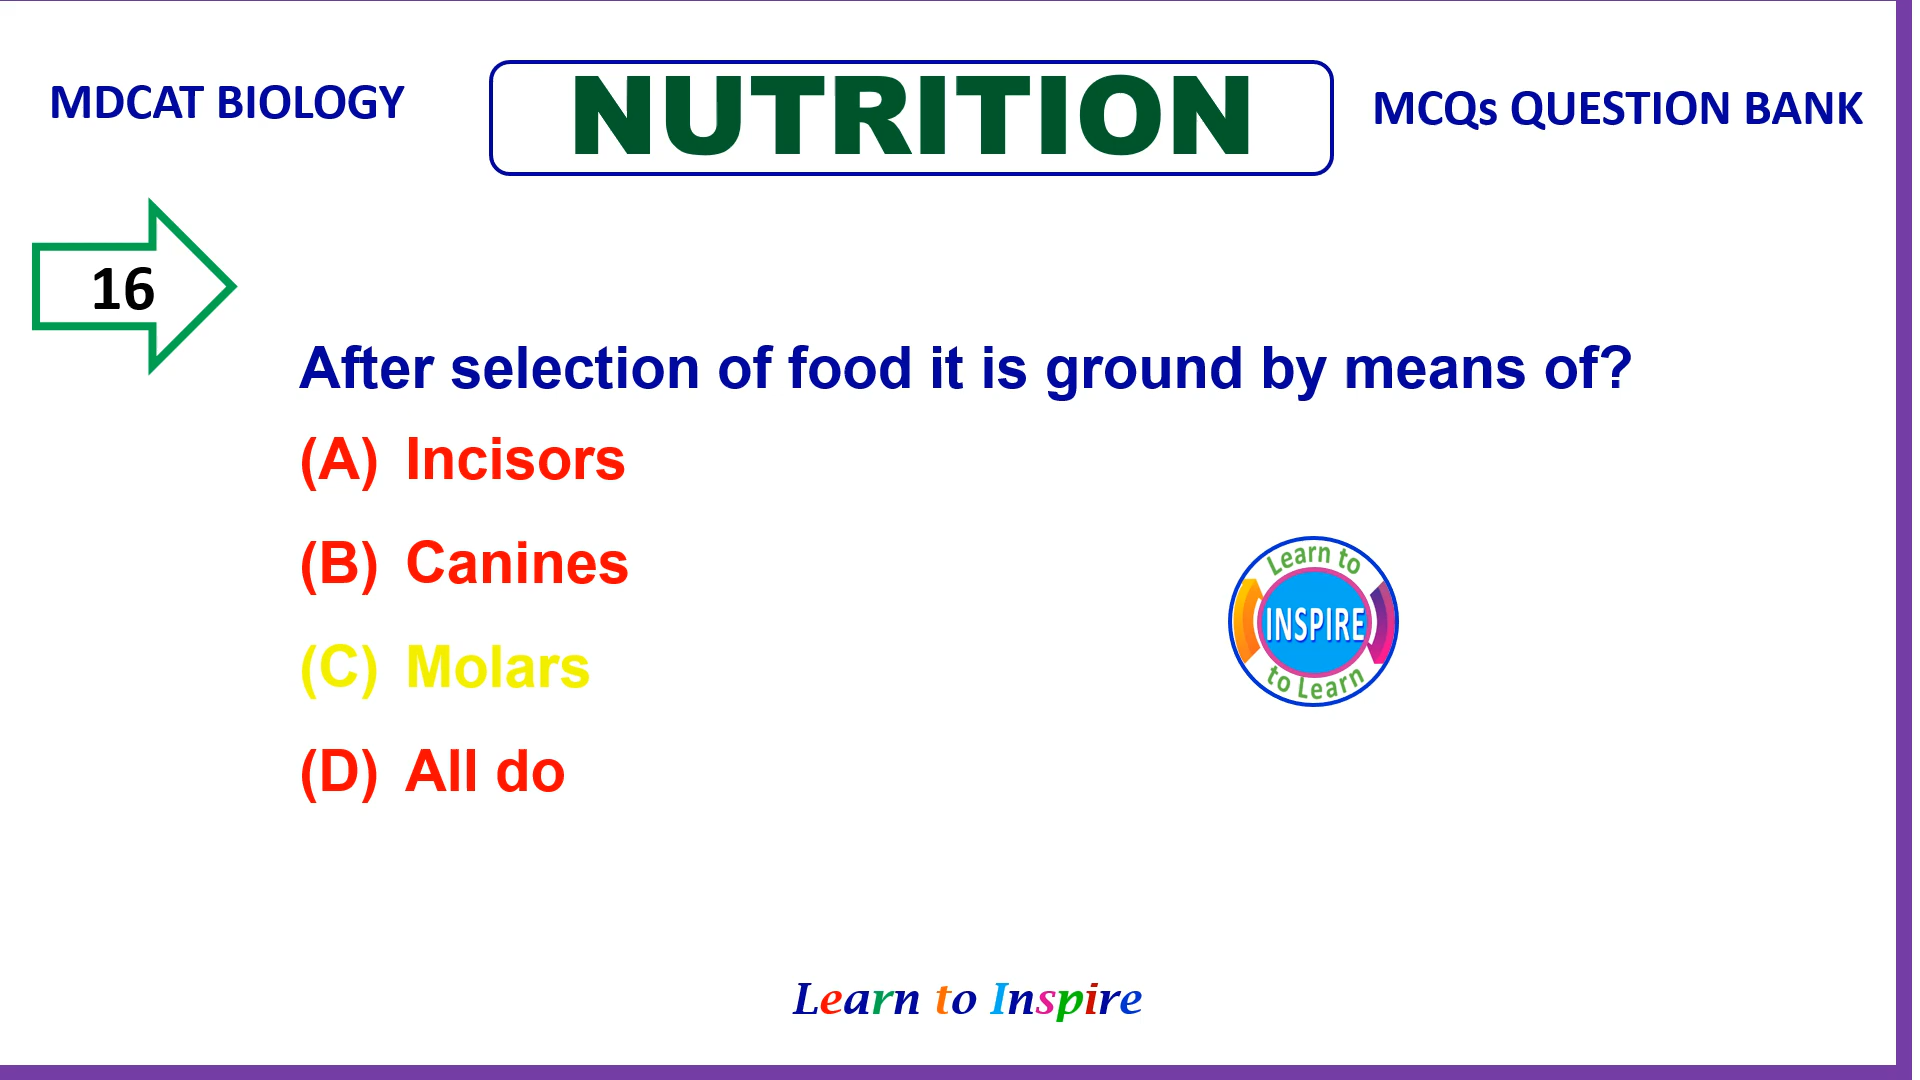 MDCAT BIOLOGY
NUTRITION
MCQs QUESTION BANK
16
After selection of food it is ground by means of?
(A) Incisors
(B) Canines
(C) Molars
(D) All do
Learn to
INSPIRE
to Learn
Learn to Inspire